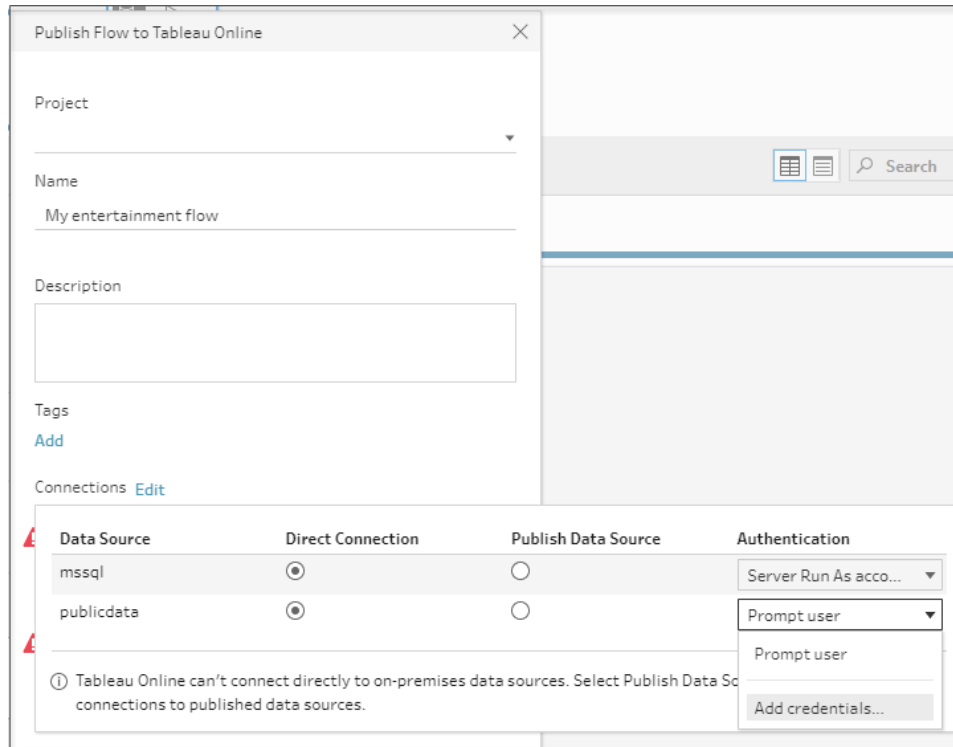 Publish Flow to Tableau Online
Project
Search
Name
My entertainment flow
Description
Tags
Add
Connections Edit
Data Source Direct Connection Publish Data Source Authentication
mssql Server Run As acco...
publicdata Prompt user
Prompt user
Tableau Online can't connect directly to on-premises data sources. Select Publish Data
connections to published data sources.
Add credentials...